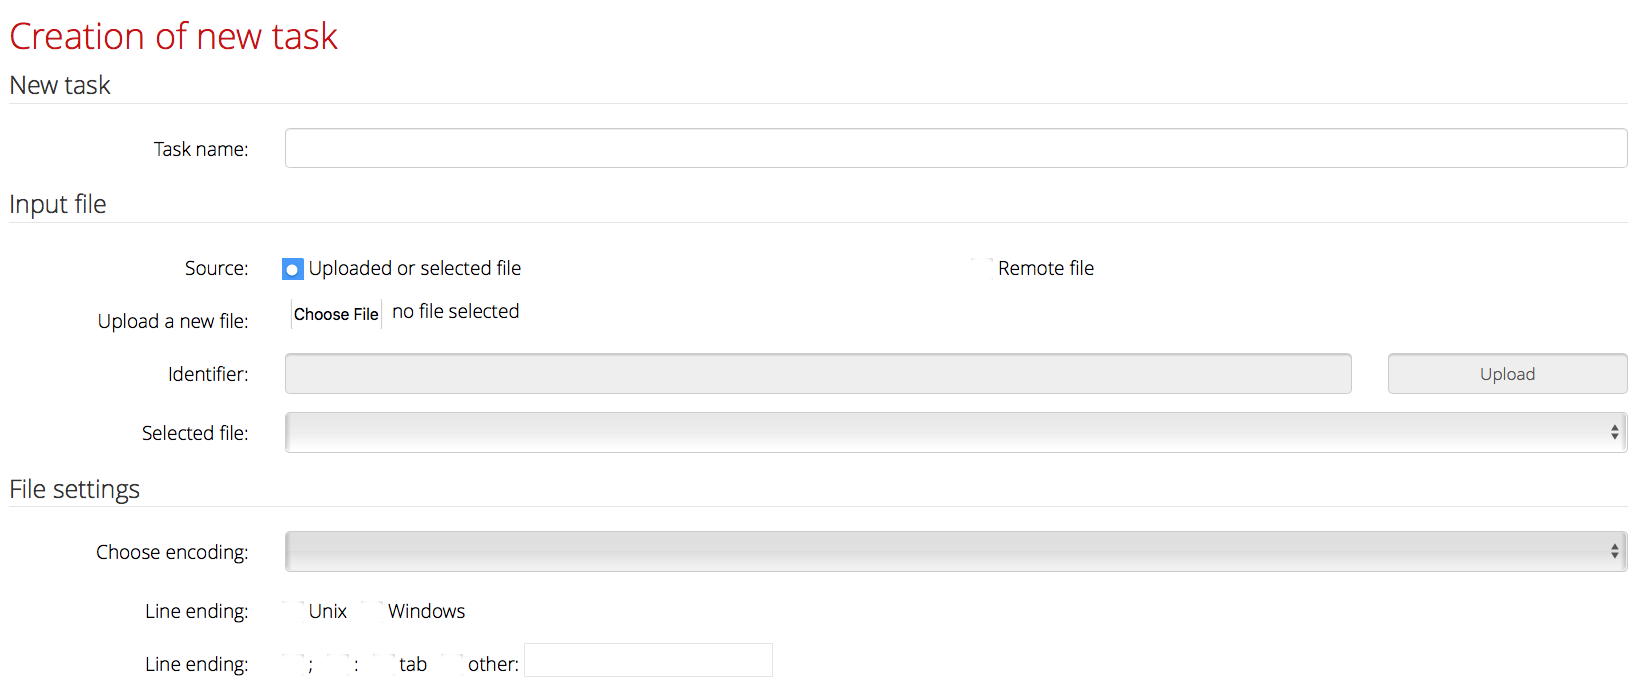 Creation of new task
New task
Task name:
Input file
Source: Uploaded or selected file Remote file
Upload a new file: Choose File no file selected
Identifier: Upload
Selected file:
File settings
Choose encoding:
Line ending: Unix Windows
Line ending: ; : tab other: